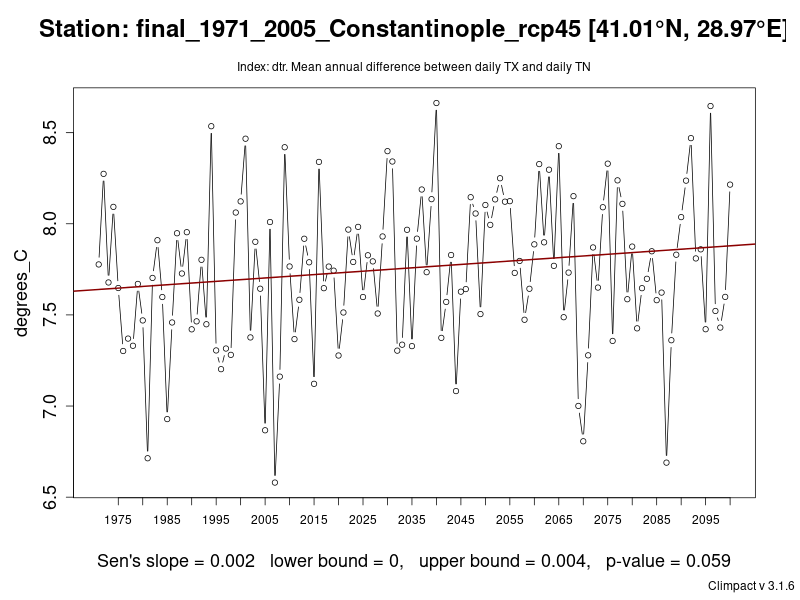 Station: final_1971_2005_Constantinople_rcp45 [41.01°N, 28.97°E]
Index: dtr. Mean annual difference between daily TX and daily TN
degrees_C
8.5
8.0
7.5
7.0
6.5
1975 1985 1995 2005 2015 2025 2035 2045 2055 2065 2075 2085 2095
Sen's slope = 0.002 lower bound = 0, upper bound = 0.004, p-value = 0.059
Climpact v 3.1.6